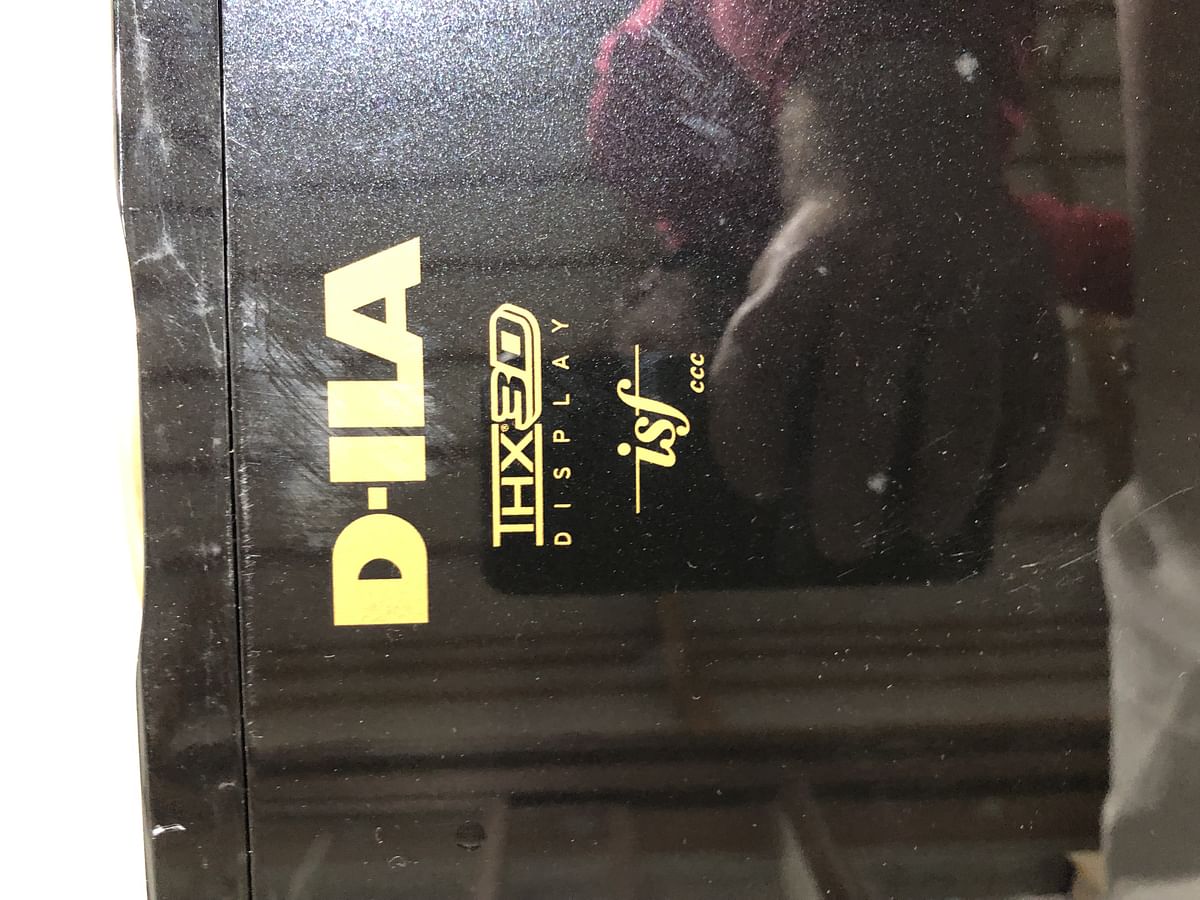 D-ILA
THX® 3D
DISPLAY
isf
ccc